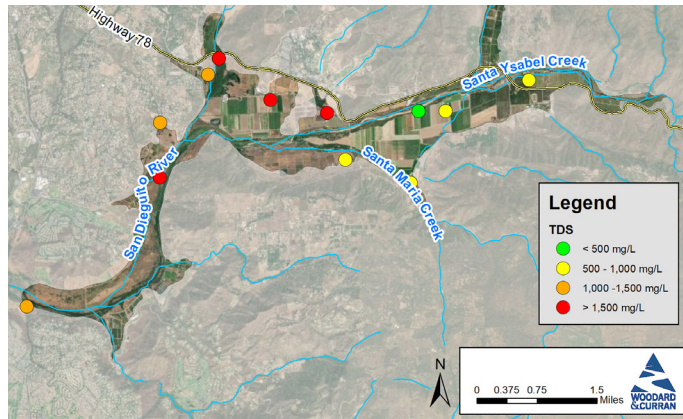 Highway 78
Santa Ysabel Creek
San Dieguito River
Santa Maria Creek
Legend
TDS
< 500 mg/L
500 - 1,000 mg/L
1,000 -1,500 mg/L
> 1,500 mg/L
N
0 0.375 0.75 1.5
Miles
WOODARD
&CURRAN